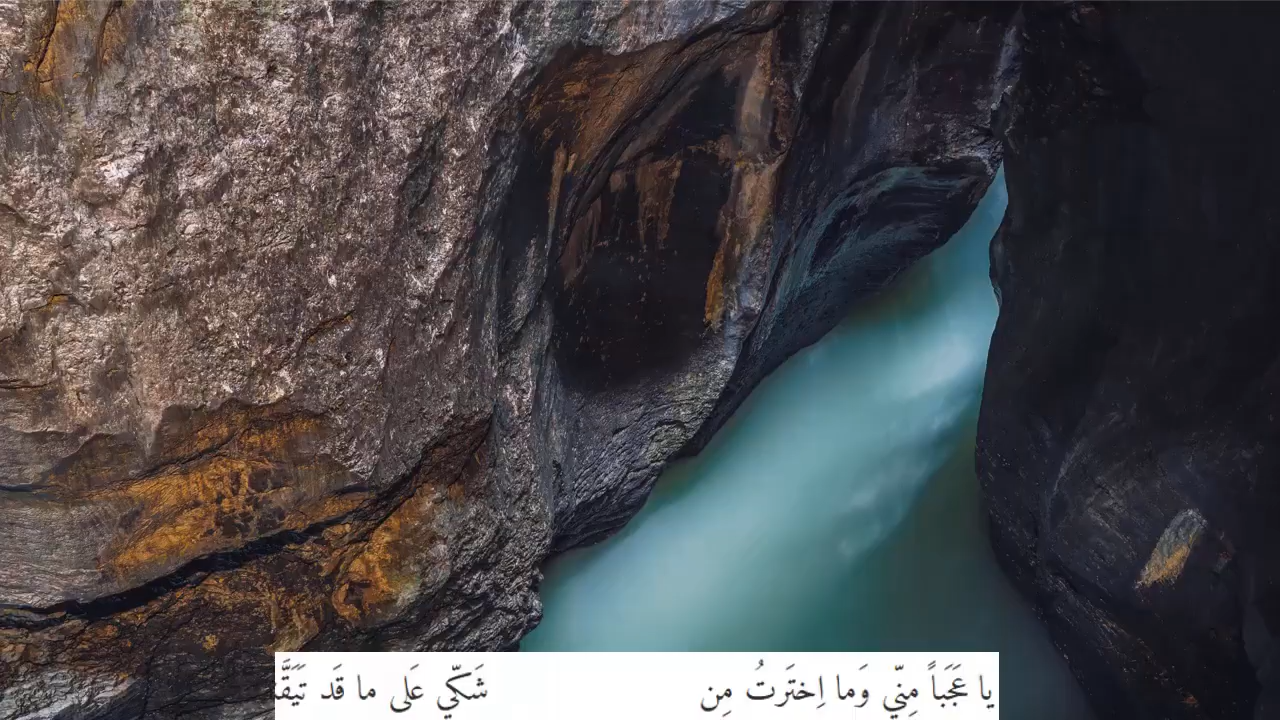 يا عَجَباً مِنّي وَما اِختَرتُ مِن شَكّي عَلى ما قَد